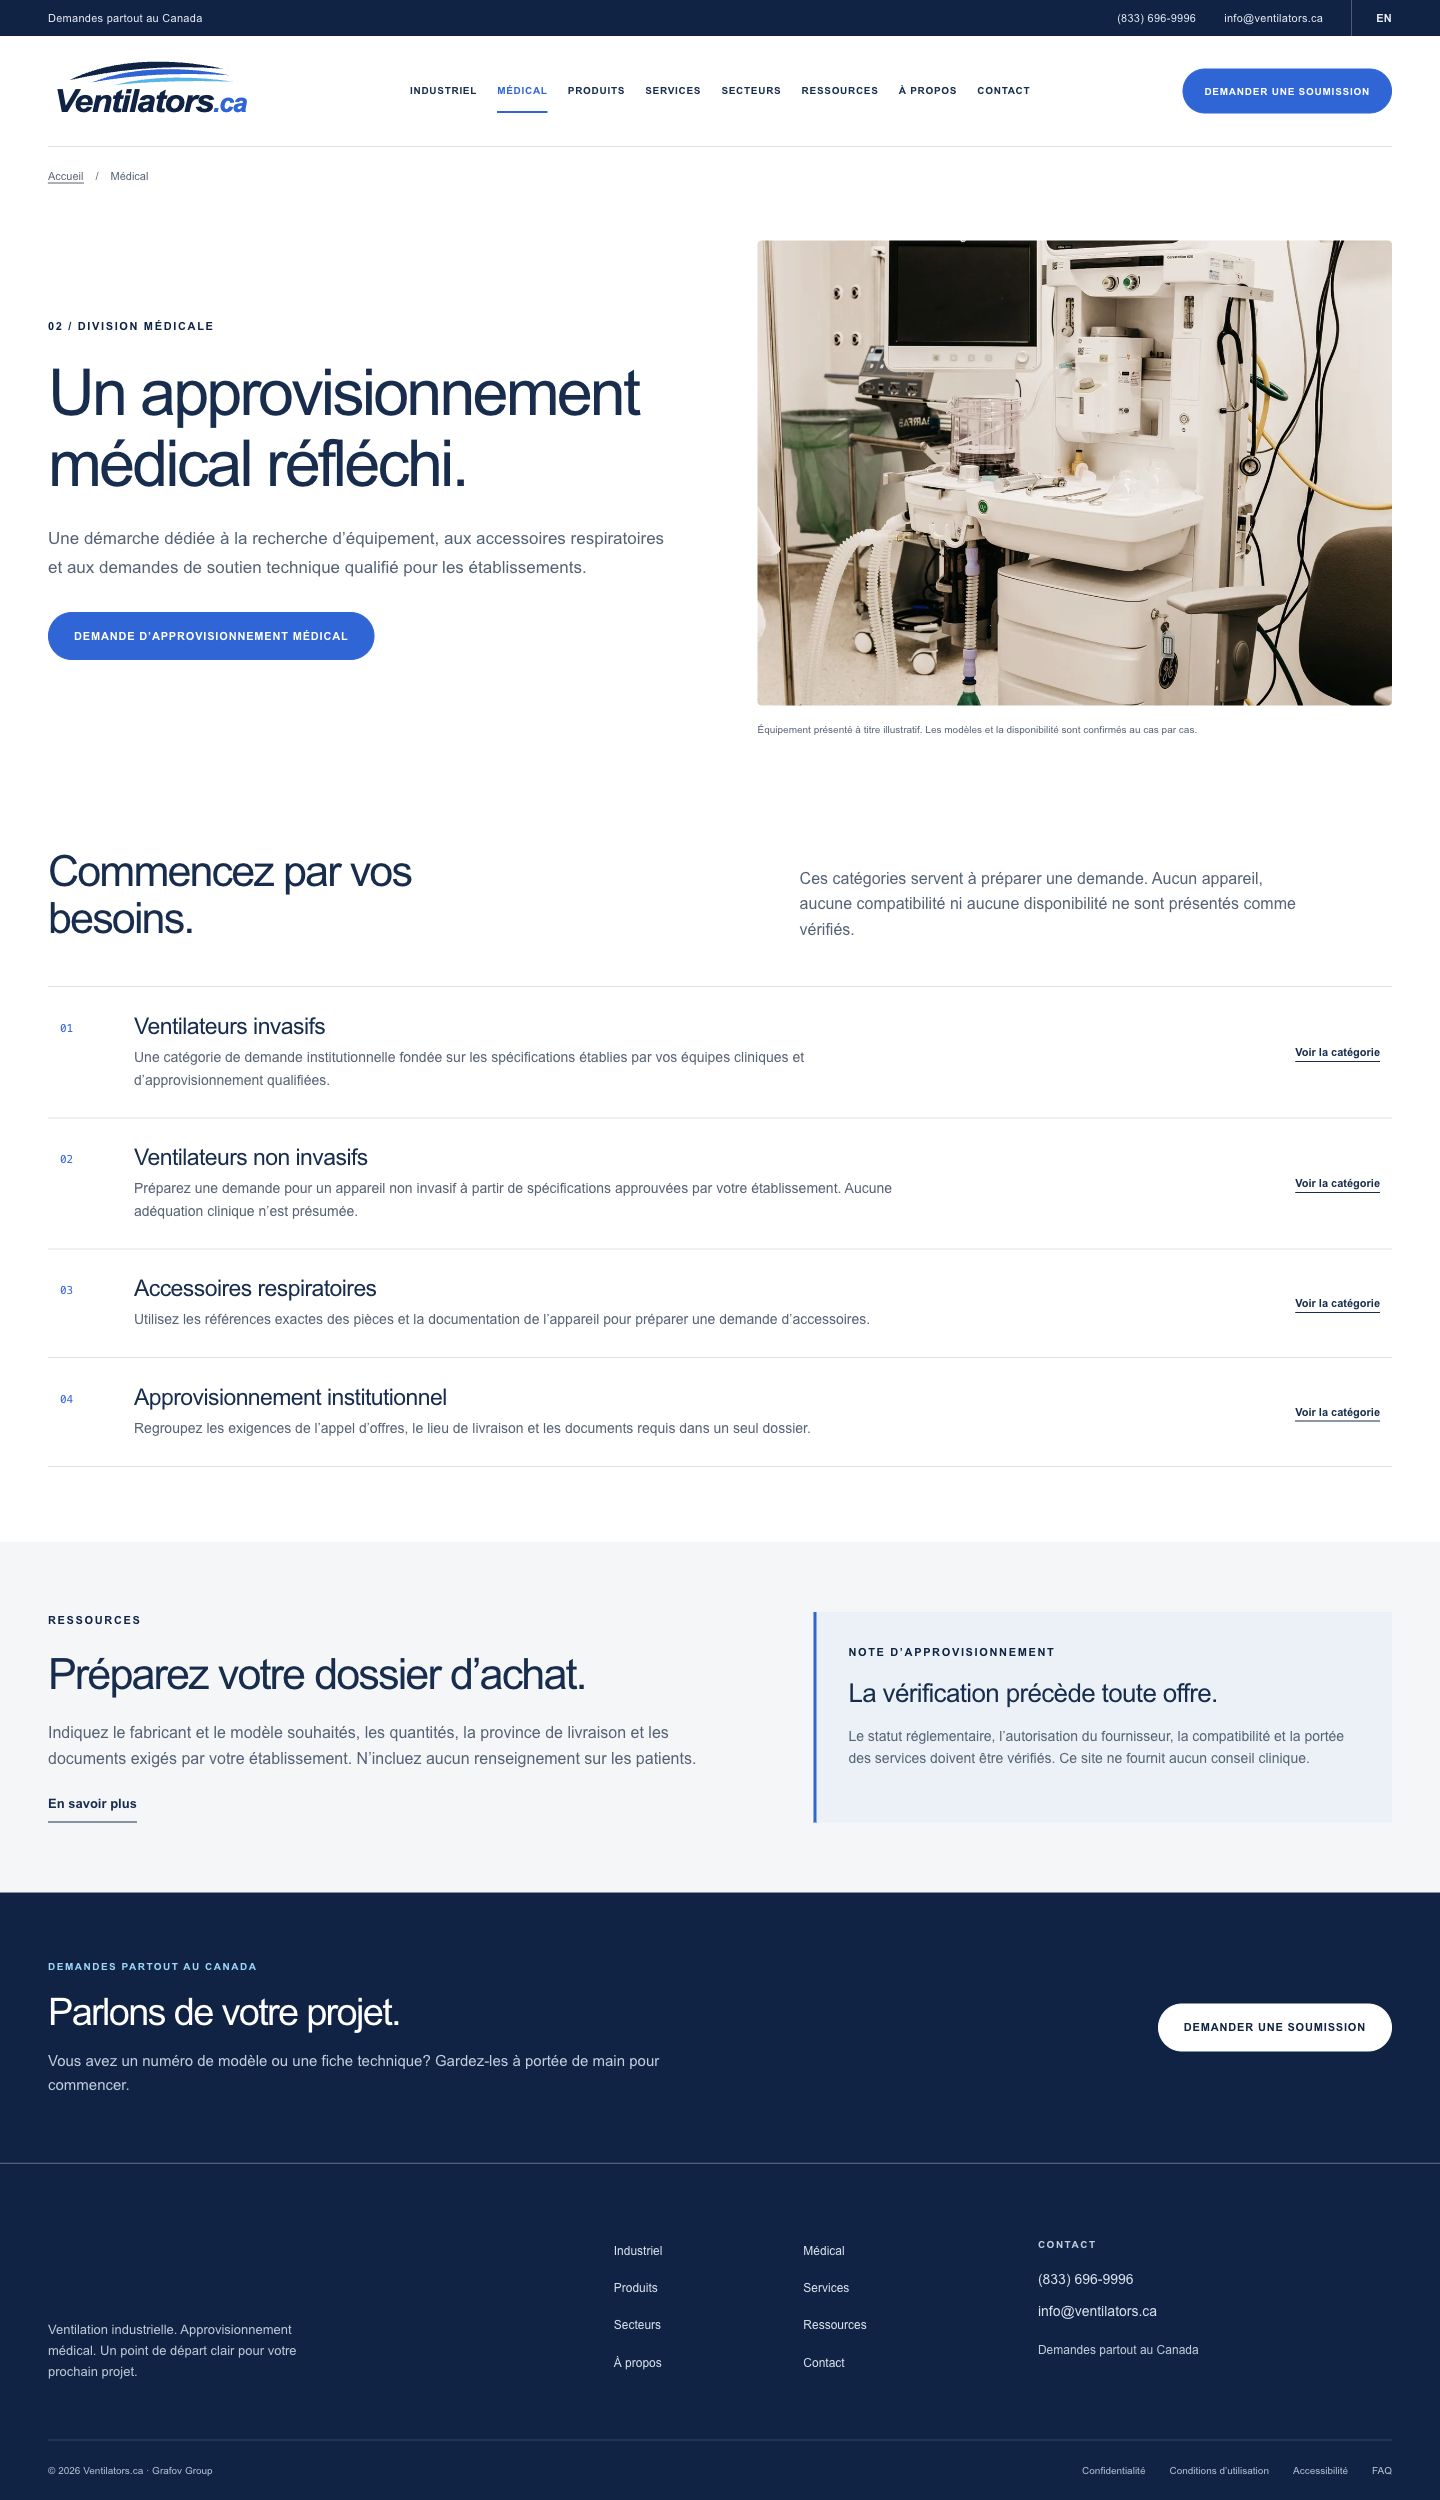 Demandes partout au Canada
(833) 696-9996
info@ventilators.ca
EN
Ventilators.ca
INDUSTRIEL
MÉDICAL
PRODUITS
SERVICES
SECTEURS
RESSOURCES
À PROPOS
CONTACT
DEMANDER UNE SOUMISSION
Accueil / Médical
02 / DIVISION MÉDICALE
Un approvisionnement
médical réfléchi.
Une démarche dédiée à la recherche d’équipement, aux accessoires respiratoires
et aux demandes de soutien technique qualifié pour les établissements.
DEMANDE D’APPROVISIONNEMENT MÉDICAL
Équipement présenté à titre illustratif. Les modèles et la disponibilité sont confirmés au cas par cas.
Commencez par vos
besoins.
Ces catégories servent à préparer une demande. Aucun appareil,
aucune compatibilité ni aucune disponibilité ne sont présentés comme
vérifiés.
01
Ventilateurs invasifs
Une catégorie de demande institutionnelle fondée sur les spécifications établies par vos équipes cliniques et
d’approvisionnement qualifiées.
Voir la catégorie
02
Ventilateurs non invasifs
Préparez une demande pour un appareil non invasif à partir de spécifications approuvées par votre établissement. Aucune
adéquation clinique n’est présumée.
Voir la catégorie
03
Accessoires respiratoires
Utilisez les références exactes des pièces et la documentation de l’appareil pour préparer une demande d’accessoires.
Voir la catégorie
04
Approvisionnement institutionnel
Regroupez les exigences de l’appel d’offres, le lieu de livraison et les documents requis dans un seul dossier.
Voir la catégorie
RESSOURCES
Préparez votre dossier d’achat.
Indiquez le fabricant et le modèle souhaités, les quantités, la province de livraison et les
documents exigés par votre établissement. N’incluez aucun renseignement sur les patients.
En savoir plus
NOTE D’APPROVISIONNEMENT
La vérification précède toute offre.
Le statut réglementaire, l’autorisation du fournisseur, la compatibilité et la portée
des services doivent être vérifiés. Ce site ne fournit aucun conseil clinique.
DEMANDES PARTOUT AU CANADA
Parlons de votre projet.
Vous avez un numéro de modèle ou une fiche technique? Gardez-les à portée de main pour
commencer.
DEMANDER UNE SOUMISSION
Ventilation industrielle. Approvisionnement
médical. Un point de départ clair pour votre
prochain projet.
Industriel
Produits
Secteurs
À propos
Médical
Services
Ressources
Contact
CONTACT
(833) 696-9996
info@ventilators.ca
Demandes partout au Canada
© 2026 Ventilators.ca · Grafov Group
Confidentialité
Conditions d’utilisation
Accessibilité
FAQ